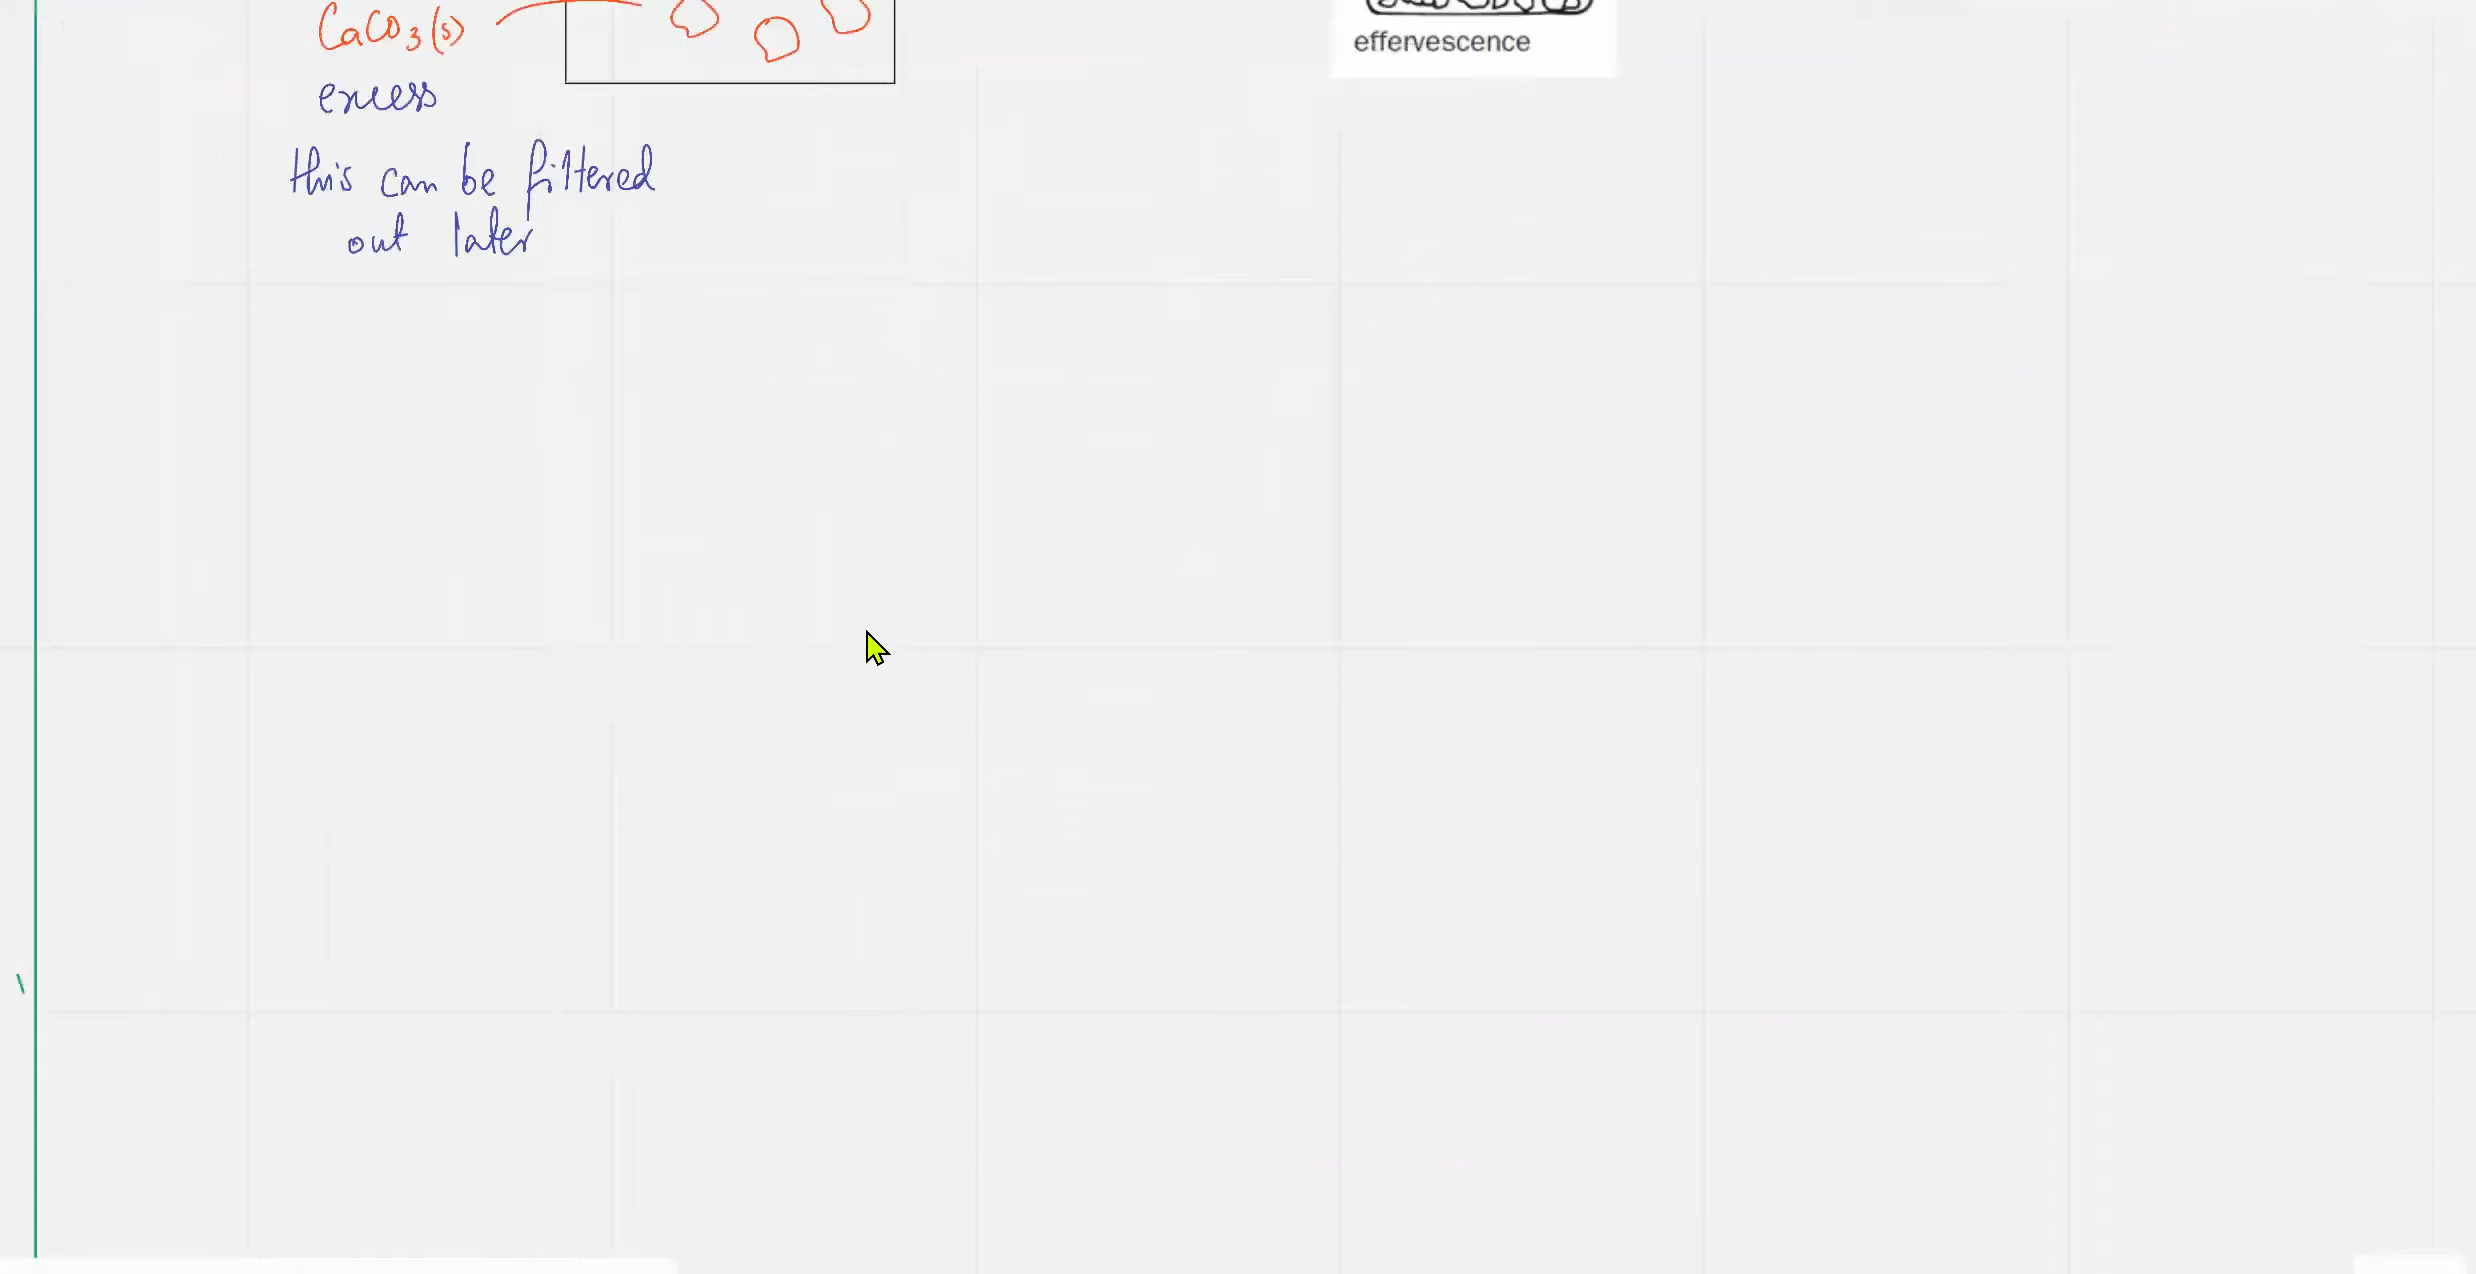 CaCO3(s)
excess
this can be filtered
out later
effervescence